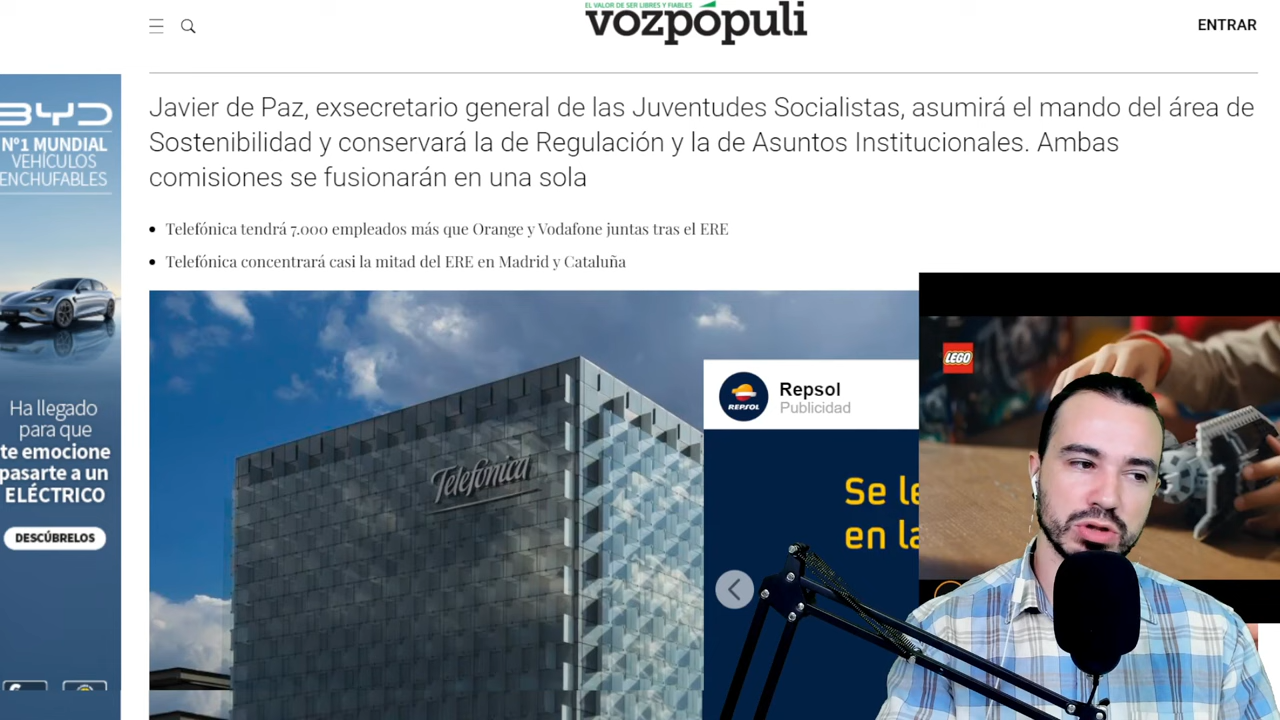 EL VALOR DE SER LIBRES Y FIABLES
vozpópuli
ENTRAR
Javier de Paz, exsecretario general de las Juventudes Socialistas, asumirá el mando del área de
Sostenibilidad y conservará la de Regulación y la de Asuntos Institucionales. Ambas
comisiones se fusionarán en una sola
Telefónica tendrá 7.000 empleados más que Orange y Vodafone juntas tras el ERE
Telefónica concentrará casi la mitad del ERE en Madrid y Cataluña
BYD
Nº1 MUNDIAL
VEHÍCULOS
ENCHUFABLES
Ha llegado
para que
te emocione
pasarte a un
ELÉCTRICO
DESCÚBRELOS
Telefónica
REPSOL
Repsol
Publicidad
Se
en
LEGO